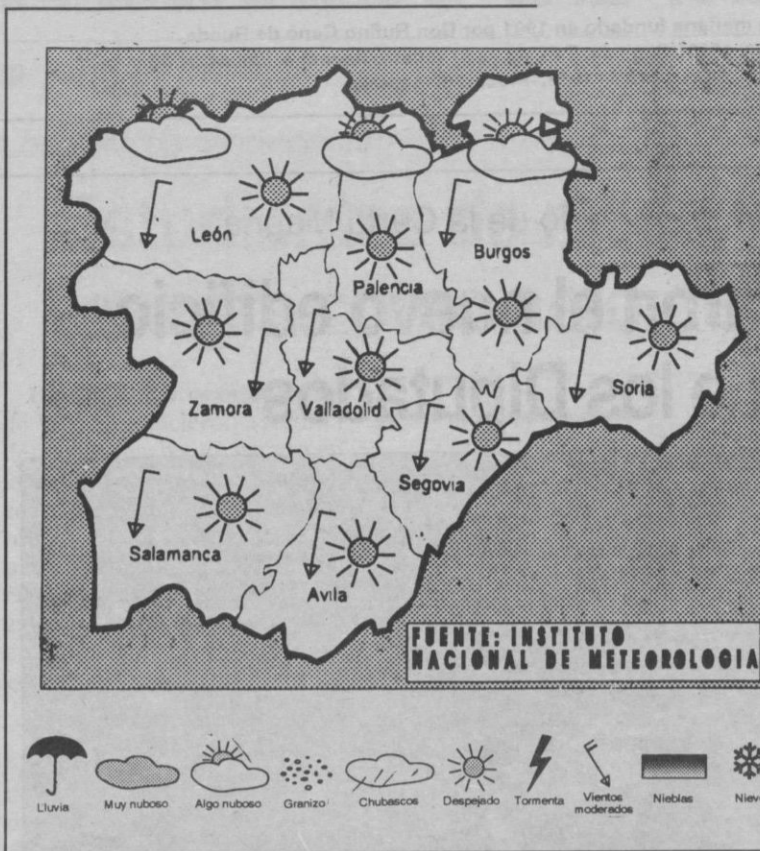 León
Burgos
Palencia
Soria
Zamora
Valladolid
Segovia
Salamanca
Avila
FUENTE: INSTITUTO
NACIONAL DE METEOROLOGIA
Lluvia
Muy nuboso
Algo nuboso
Granizo
Chubascos
Despejado
Tormenta
Vientos
moderados
Nieblas